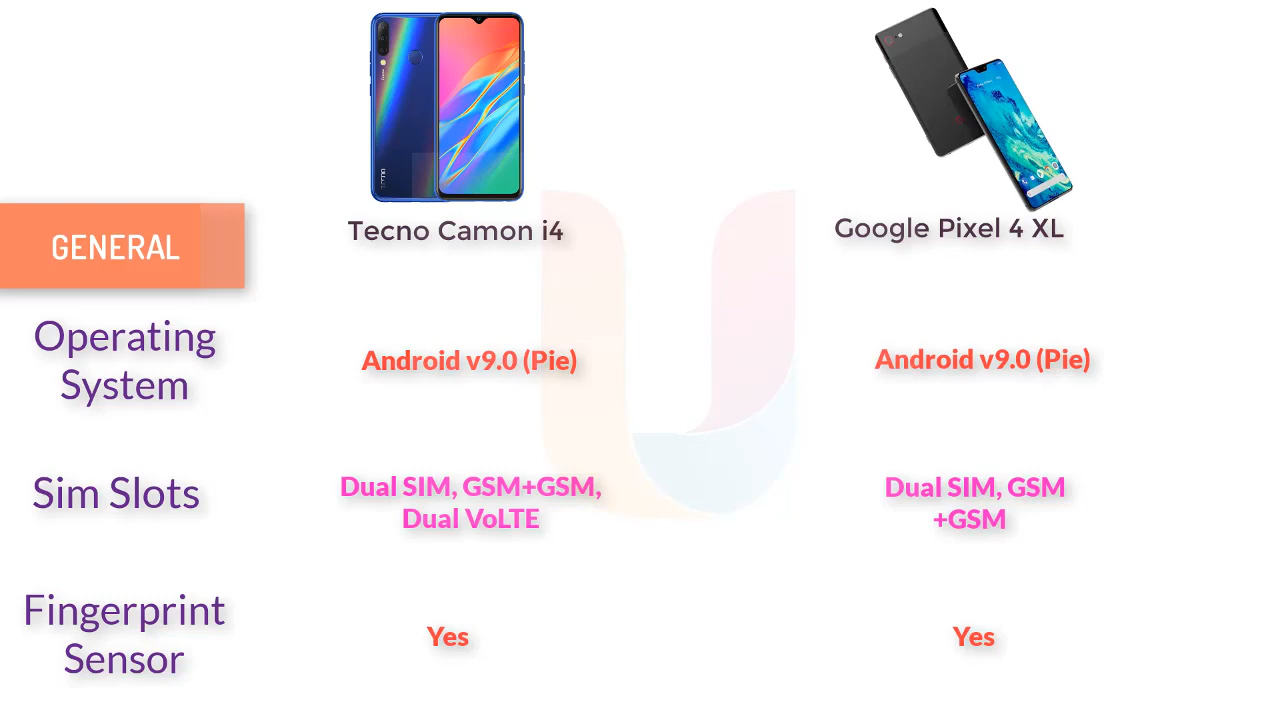 Tecno Camon i4
Google Pixel 4 XL
GENERAL
Operating
System
Android v9.0 (Pie)
Android v9.0 (Pie)
Sim Slots
Dual SIM, GSM+GSM,
Dual VoLTE
Dual SIM, GSM
+GSM
Fingerprint
Sensor
Yes
Yes